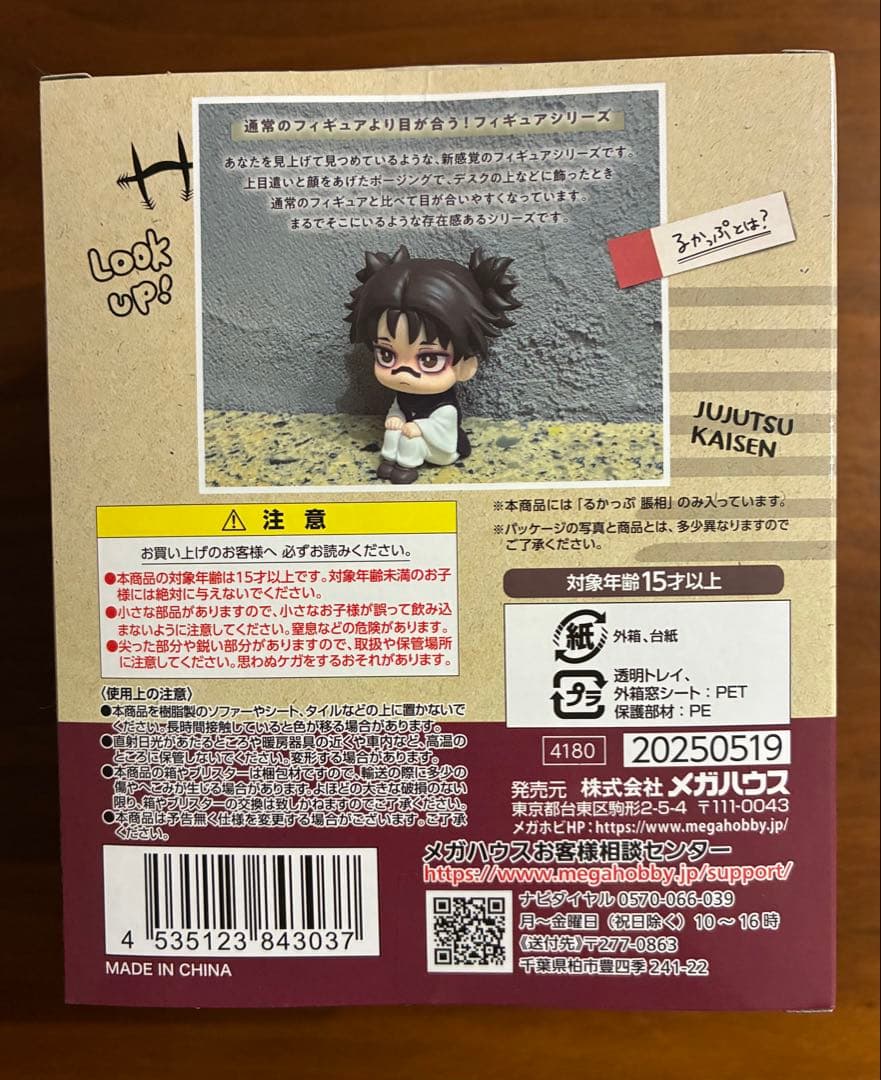 通常のフィギュアより目が合う!フィギュアシリーズ
あなたを見上げて見つめているような、新感覚のフィギュアシリーズです。
上目遣いと顔をあげたポージングで、デスクの上などに飾ったとき
通常のフィギュアと比べて目が合いやすくなっています。
まるでそこにいるような存在感あるシリーズです。
LOOK
UP!
るかっぷとは?
JUJUTSU
KAISEN
※本商品には「るかっぷ 脹相」のみ入っています。
※パッケージの写真と商品とは、多少異なりますので
ご了承ください。
⚠ 注意
お買い上げのお客様へ 必ずお読みください。
●本商品の対象年齢は15才以上です。対象年齢未満のお子
様には絶対に与えないでください。
●小さな部品がありますので、小さなお子様が誤って飲み込
まないように注意してください。窒息などの危険があります。
●尖った部分や鋭い部分がありますので、取扱や保管場所
に注意してください。思わぬケガをするおそれがあります。
〈使用上の注意〉
●本商品を樹脂製のソファーやシート、タイルなどの上に置かないで
ください。長時間接触していると色が移る場合があります。
●直射日光があたるところや暖房器具の近くや車内など、高温の
ところに保管しないでください。変形する場合があります。
●本商品の箱やブリスターは梱包材ですので、輸送の際に多少の
傷やへこみが生じる場合があります。よほどの大きな破損のない
限り、箱やブリスターの交換は致しかねますのでご了承ください。
●本商品は予告無く仕様を変更する場合がございます。ご了承
ください。
対象年齢15才以上
紙 外箱、台紙
プラ 透明トレイ、
外箱窓シート:PET
保護部材:PE
4180 20250519
発売元 株式会社 メガハウス
東京都台東区駒形2-5-4 〒111-0043
メガホビHP:https://www.megahobby.jp/
メガハウスお客様相談センター
https://www.megahobby.jp/support/
ナビダイヤル 0570-066-039
月~金曜日(祝日除く)10~16時
《送付先》〒277-0863
千葉県柏市豊四季241-22
4 535123 843037
MADE IN CHINA